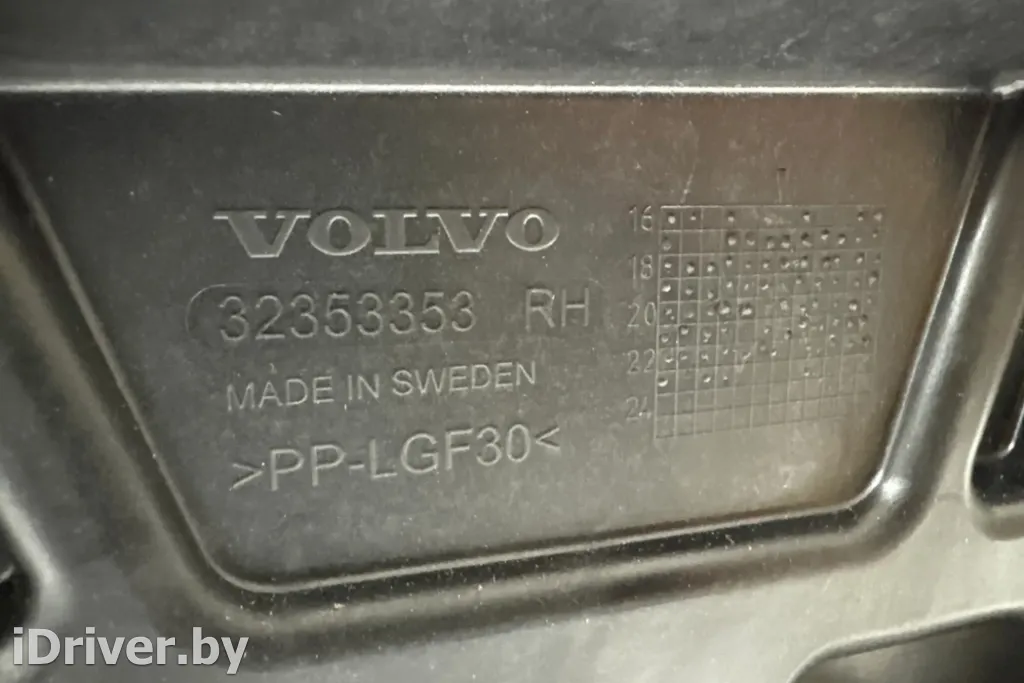 VOLVO
32353353 RH
MADE IN SWEDEN
>PP-LGF30<
16
18
20
22
24
iDriver.by